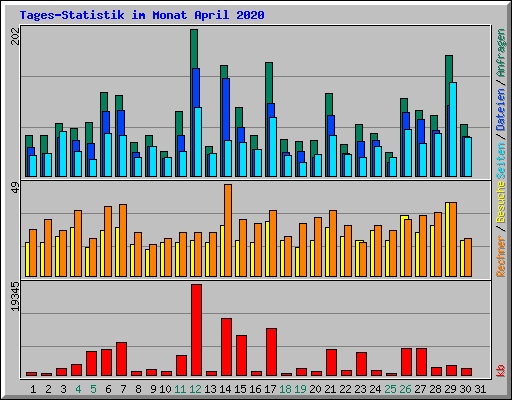 Tages-Statistik im Monat April 2020
202
49
19345
Rechner / Besuche Seiten / Dateien / Anfragen
kb
1 2 3 4 5 6 7 8 9 10 11 12 13 14 15 16 17 18 19 20 21 22 23 24 25 26 27 28 29 30 31